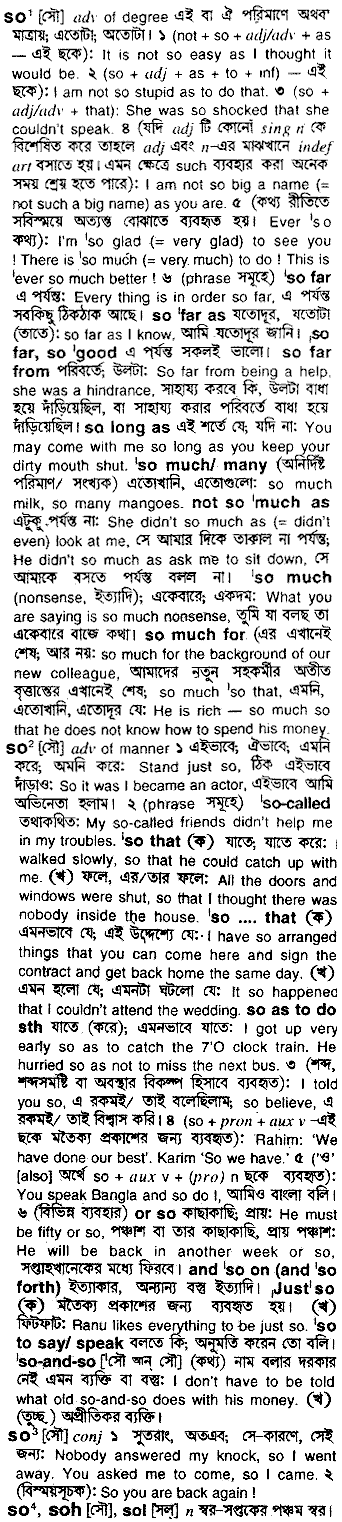 so¹ [সৌ] adv of degree এই বা ঐ পরিমাণে অথবা
মাত্রায়; এতোটা; অতোটা। ১ (not + so + adj/adv + as
— এই ছকে): It is not so easy as I thought it
would be. ২ (so + adj + as + to + inf) — এই
ছকে): I am not so stupid as to do that. ৩ (so +
adj/adv + that): She was so shocked that she
couldn't speak. ৪ (যদি adj টি কোনো sing n কে
বিশেষিত করে তাহলে adj এবং n-এর মাঝখানে indef
art বসাতে হয়। এমন ক্ষেত্রে such ব্যবহার করা অনেক
সময় শ্রেয় হতে পারে): I am not so big a name (=
not such a big name) as you are. ৫ (কথ্য রীতিতে
সবিস্ময়ে অত্যন্ত বোঝাতে ব্যবহৃত হয়। Ever ˈso
কথ্য): I'm ˈso glad (= very glad) to see you
! There is ˈso much (= very much) to do ! This is
ˈever so much better ! ৬ (phrase সমূহে) ˈso far
এ পর্যন্ত: Every thing is in order so far, এ পর্যন্ত
সবকিছু ঠিকঠাক আছে। so ˈfar as যতোদূর, যতোটা
(তাতে): so far as I know, আমি যতোদূর জানি। ˌso
far, so ˈgood এ পর্যন্ত সকলই ভালো। so far
from পরিবর্তে; উলটা: So far from being a help,
she was a hindrance, সাহায্য করবে কি, উলটা বাধা
হয়ে দাঁড়িয়েছিল, বা সাহায্য করার পরিবর্তে বাধা হয়ে
দাঁড়িয়েছিল। so long as এই শর্তে যে; যদি না: You
may come with me so long as you keep your
dirty mouth shut. ˈso much/ many (অনির্দিষ্ট
পরিমাণ/ সংখ্যক) এতোখানি, এতোগুলো: so much
milk, so many mangoes. not so ˈmuch as
এটুকু পর্যন্ত না: She didn't so much as (= didn't
even) look at me, সে আমার দিকে তাকাল না পর্যন্ত;
He didn't so much as ask me to sit down, সে
আমাকে বসতে পর্যন্ত বলল না। ˈso much
(nonsense, ইত্যাদি); একেবারে; একদম: What you
are saying is so much nonsense, তুমি যা বলছ তা
একেবারে বাজে কথা। so much for (এর এখানেই
শেষ; আর নয়: so much for the background of our
new colleague, আমাদের নতুন সহকর্মীর অতীত
বৃত্তান্তের এখানেই শেষ; so much ˈso that, এমনি,
এতোখানি, এতোদূর যে: He is rich — so much so
that he does not know how to spend his money.
so² [সৌ] adv of manner ১ এইভাবে; ঐভাবে; এমনি
করে; অমনি করে: Stand just so, ঠিক এইভাবে
দাঁড়াও: So it was I became an actor, এইভাবে আমি
অভিনেতা হলাম। ২ (phrase সমূহে) ˈso-called
তথাকথিত: My so-called friends didn't help me
in my troubles. ˈso that (ক) যাতে; যাতে করে: I
walked slowly, so that he could catch up with
me. (খ) ফলে, এর/তার ফলে: All the doors and
windows were shut, so that I thought there was
nobody inside the house. ˈso .... that (ক)
এমনভাবে যে; এই উদ্দেশ্যে যে: I have so arranged
things that you can come here and sign the
contract and get back home the same day. (খ)
এমন হলো যে; এমনটা ঘটলো যে: It so happened
that I couldn't attend the wedding. so as to do
sth যাতে (করে); এমনভাবে যাতে: I got up very
early so as to catch the 7'O clock train. He
hurried so as not to miss the next bus. ৩ (শব্দ,
শব্দসমষ্টি বা অবস্থার বিকল্প হিসাবে ব্যবহৃত): I told
you so, এ রকমই/ তাই বলেছিলাম; so believe, এ
রকমই/ তাই বিশ্বাস করি। ৪ (so + pron + aux v –এই
ছকে মতৈক্য প্রকাশের জন্য ব্যবহৃত): Rahim: 'We
have done our best'. Karim 'So we have.' ৫ ('ও'
[also] অর্থে so + aux v + (pro) n ছকে ব্যবহৃত):
You speak Bangla and so do I, আমিও বাংলা বলি।
৬ (বিভিন্ন ব্যবহার) or so কাছাকাছি; প্রায়: He must
be fifty or so, পঞ্চাশ বা তার কাছাকাছি, প্রায় পঞ্চাশ:
He will be back in another week or so,
সপ্তাহখানেকের মধ্যে ফিরবে। and ˈso on (and ˈso
forth) ইত্যাকার, অন্যান্য বস্তু ইত্যাদি। ˌJust ˈso
(ক) মতৈক্য প্রকাশের জন্য ব্যবহৃত হয়। (খ)
ফিটফাট: Ranu likes everything to be just so. ˈso
to say/ speak বলতে কি; অনুমতি করেন তো বলি।
ˈso-and-so [ˈসৌ অন্ সৌ] (কথ্য) নাম বলার দরকার
নেই এমন ব্যক্তি বা বস্তু: I don't have to be told
what old so-and-so does with his money. (খ)
(তুচ্ছ.) অপ্রীতিকর ব্যক্তি।
so³ [সৌ] conj ১ সুতরাং, অতএব; সে-কারণে, সেই
জন্য: Nobody answered my knock, so I went
away. You asked me to come, so I came. ২
(বিস্ময়সূচক): So you are back again !
so⁴, soh [সৌ], sol [সল্] n স্বর-সপ্তকের পঞ্চম স্বর।